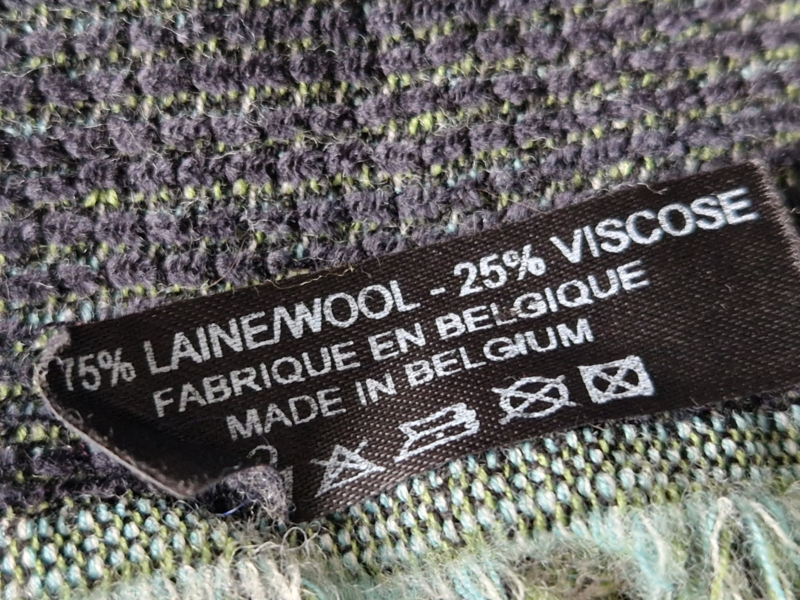 75% LAINE/WOOL - 25% VISCOSE
FABRIQUE EN BELGIQUE
MADE IN BELGIUM